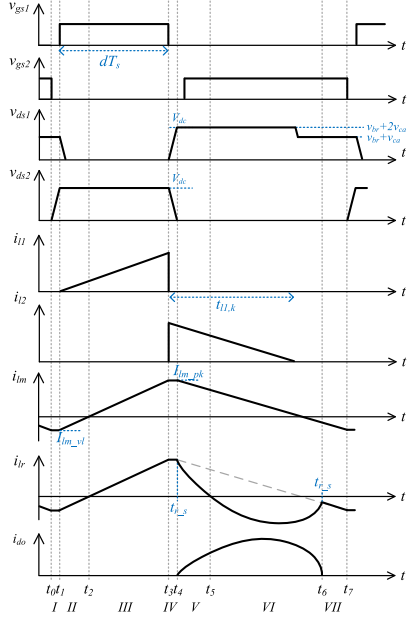 v_gs1
t
dT_s
v_gs2
t
v_ds1
V_dc
v_br+2v_ca
v_br+v_ca
t
v_ds2
V_dc
t
i_l1
t
t_l1,k
i_l2
t
i_lm
I_lm_pk
t
I_lm_vl
i_lr
t_r_s
t
t_r_s
i_do
t
t_0 t_1 t_2 t_3 t_4 t_5 t_6 t_7
I II III IV V VI VII